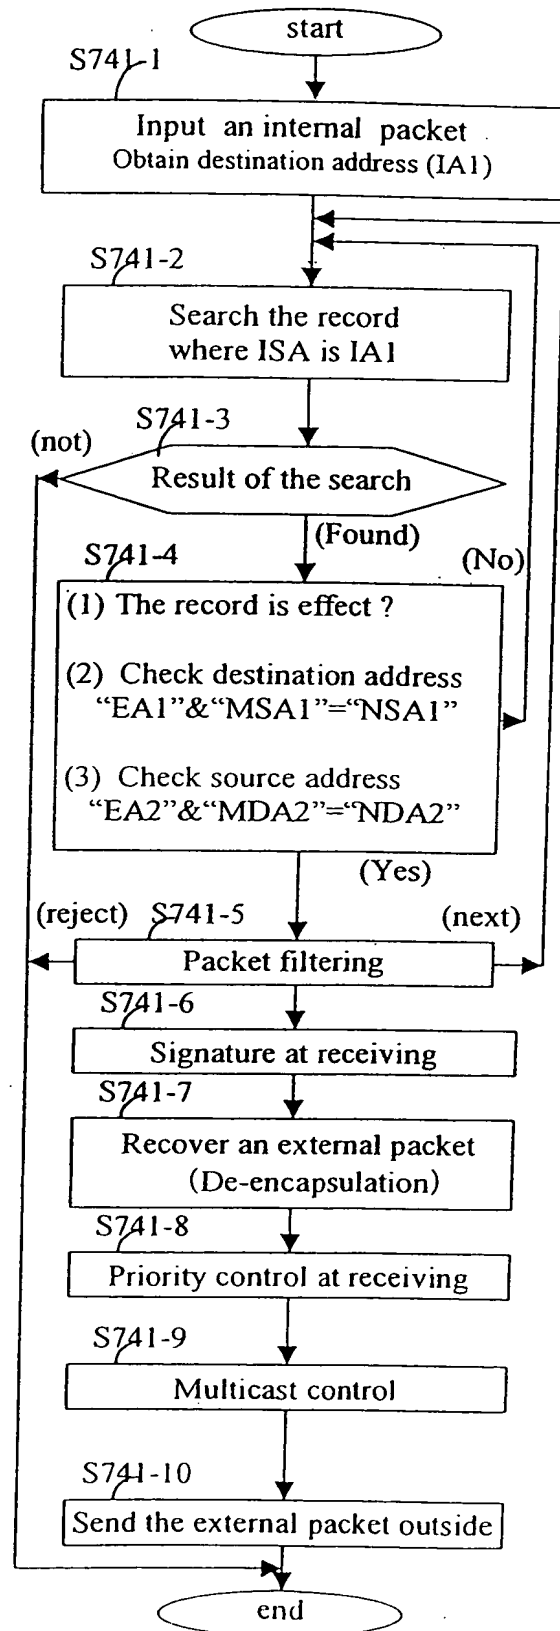 start
S741-1
Input an internal packet
Obtain destination address (IA1)
S741-2
Search the record
where ISA is IA1
S741-3
(not)
Result of the search
(Found)
S741-4
(No)
(1) The record is effect ?
(2) Check destination address
“EA1”&“MSA1”=“NSA1”
(3) Check source address
“EA2”&“MDA2”=“NDA2”
(Yes)
(reject)
S741-5
(next)
Packet filtering
S741-6
Signature at receiving
S741-7
Recover an external packet
(De-encapsulation)
S741-8
Priority control at receiving
S741-9
Multicast control
S741-10
Send the external packet outside
end